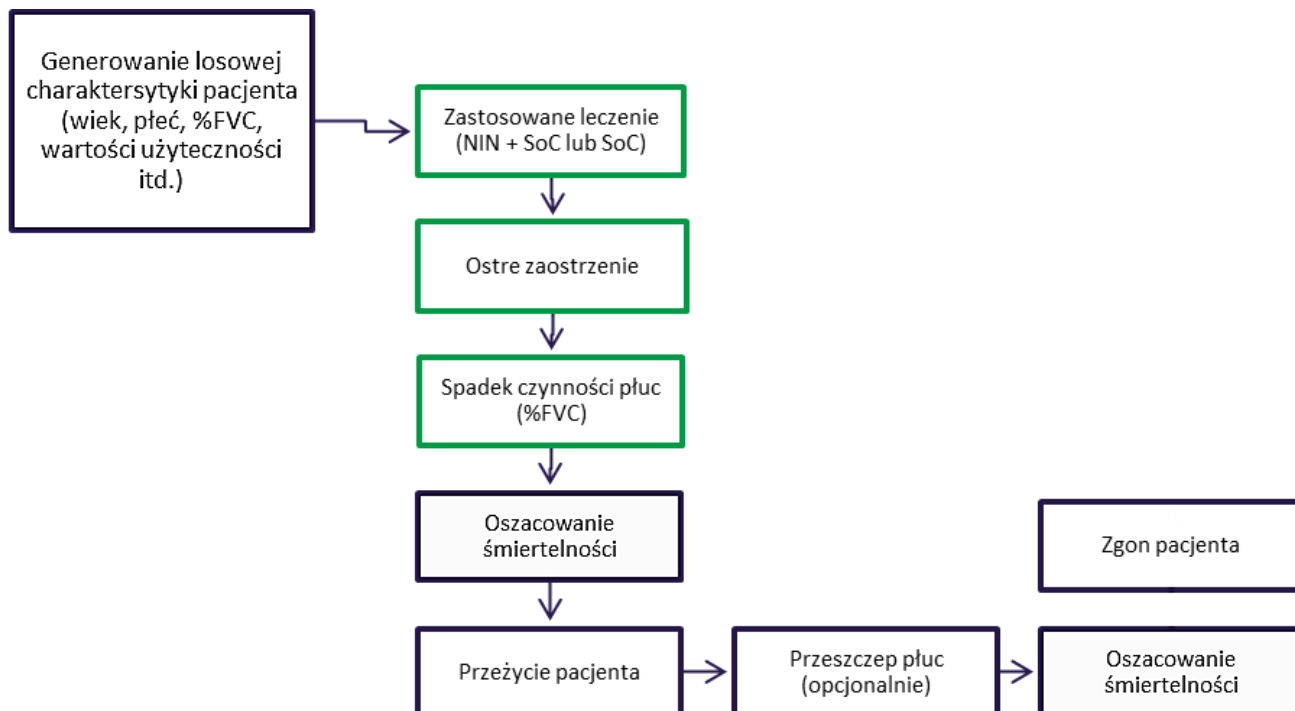 Generowanie losowej
charaktersytyki pacjenta
(wiek, płeć, %FVC,
wartości użyteczności
itd.)
Zastosowane leczenie
(NIN + SoC lub SoC)
Ostre zaostrzenie
Spadek czynności płuc
(%FVC)
Oszacowanie
śmiertelności
Zgon pacjenta
Przeżycie pacjenta
Przeszczep płuc
(opcjonalnie)
Oszacowanie
śmiertelności